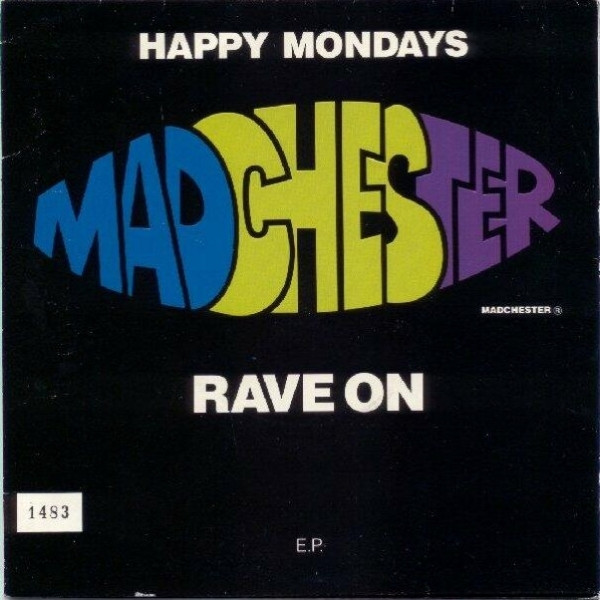 HAPPY MONDAYS
MADCHESTER
MADCHESTER ®
RAVE ON
1483
E.P.